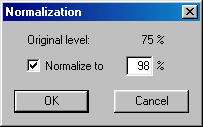 Normalization
Original level: 75 %
Normalize to 98 %
OK Cancel